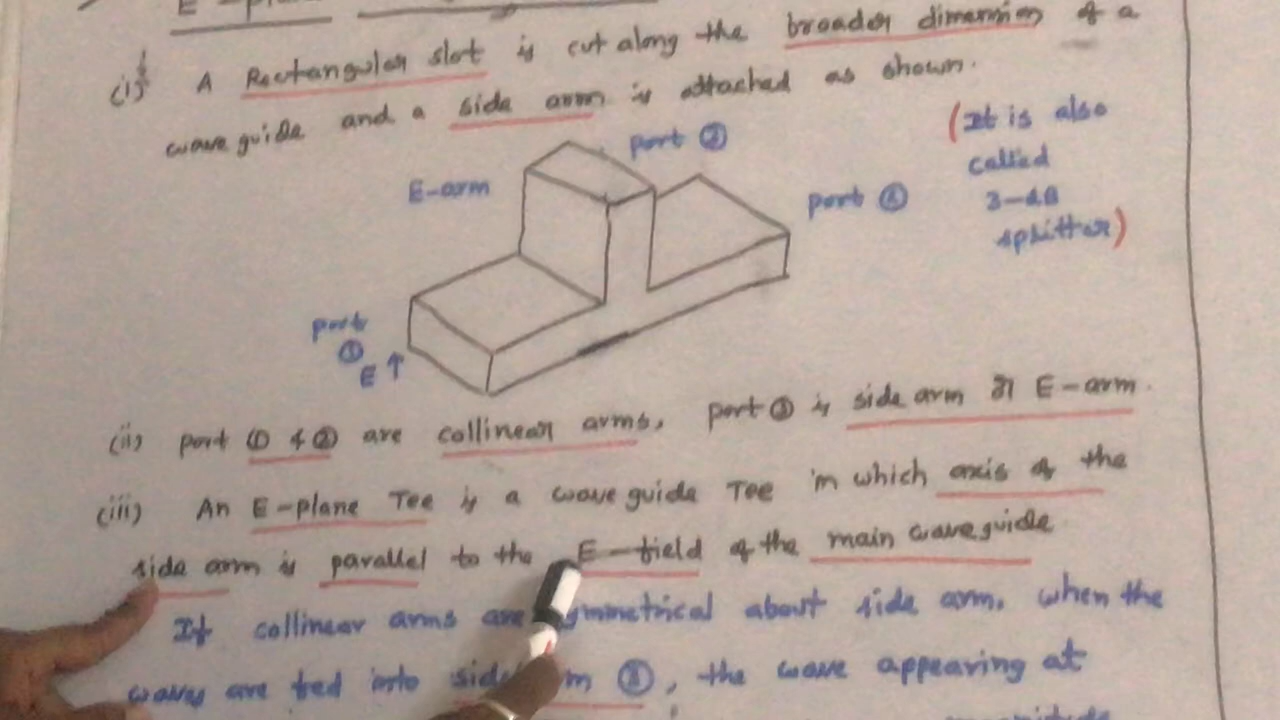 E - plane
(i) A Rectangular slot is cut along the broader dimension of a
wave guide and a side arm is attached as shown.
port ③
(It is also
called
3-dB
splitter)
E-arm
port ②
port
①
E ↑
(ii) port ① & ② are collinear arms, port ③ is side arm or E-arm.
(iii) An E-plane Tee is a wave guide Tee in which axis of the
side arm is parallel to the E-field of the main waveguide
If collinear arms are symmetrical about side arm, when the
waves are fed into side arm ③, the wave appearing at
magnitude